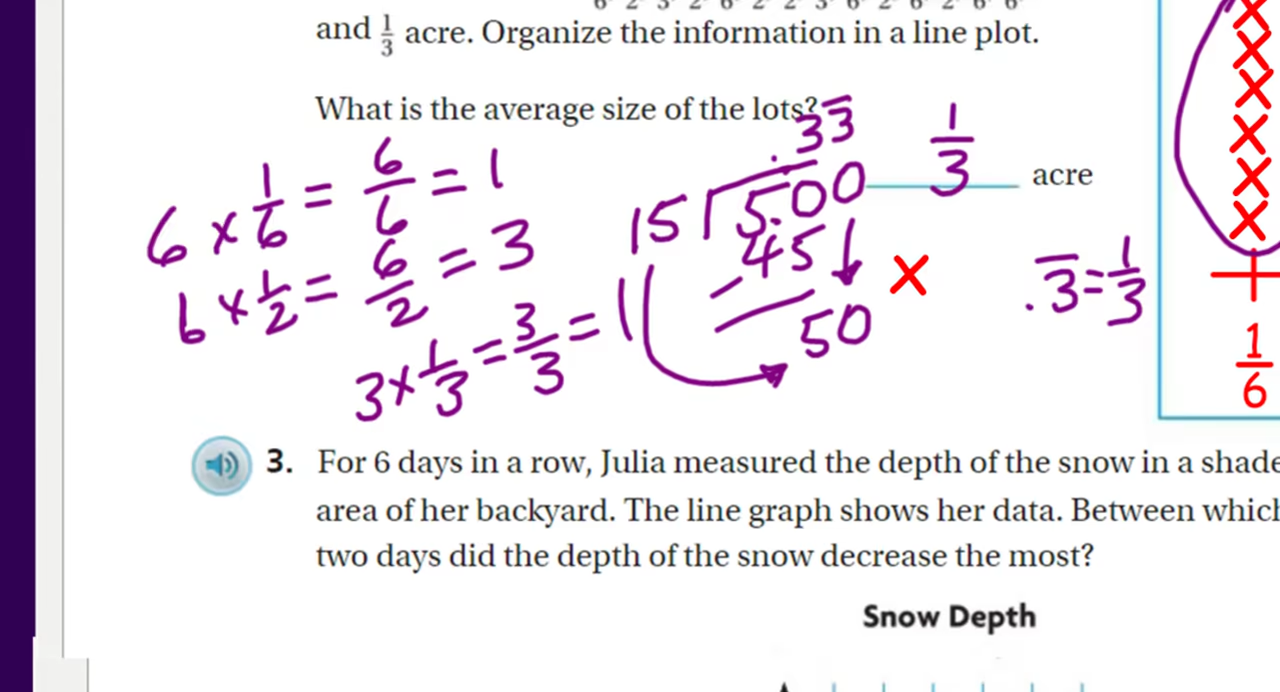 and 1/3 acre. Organize the information in a line plot.
What is the average size of the lots?
1/3 acre
6 × 1/6 = 6/6 = 1
6 × 1/2 = 6/2 = 3
3 × 1/3 = 3/3 = 1
.33̅
15 5.00
- 45
50
×
.3̅ = 1/3
X
X
X
X
X
X
1/6
3. For 6 days in a row, Julia measured the depth of the snow in a
area of her backyard. The line graph shows her data. Between
two days did the depth of the snow decrease the most?
Snow Depth